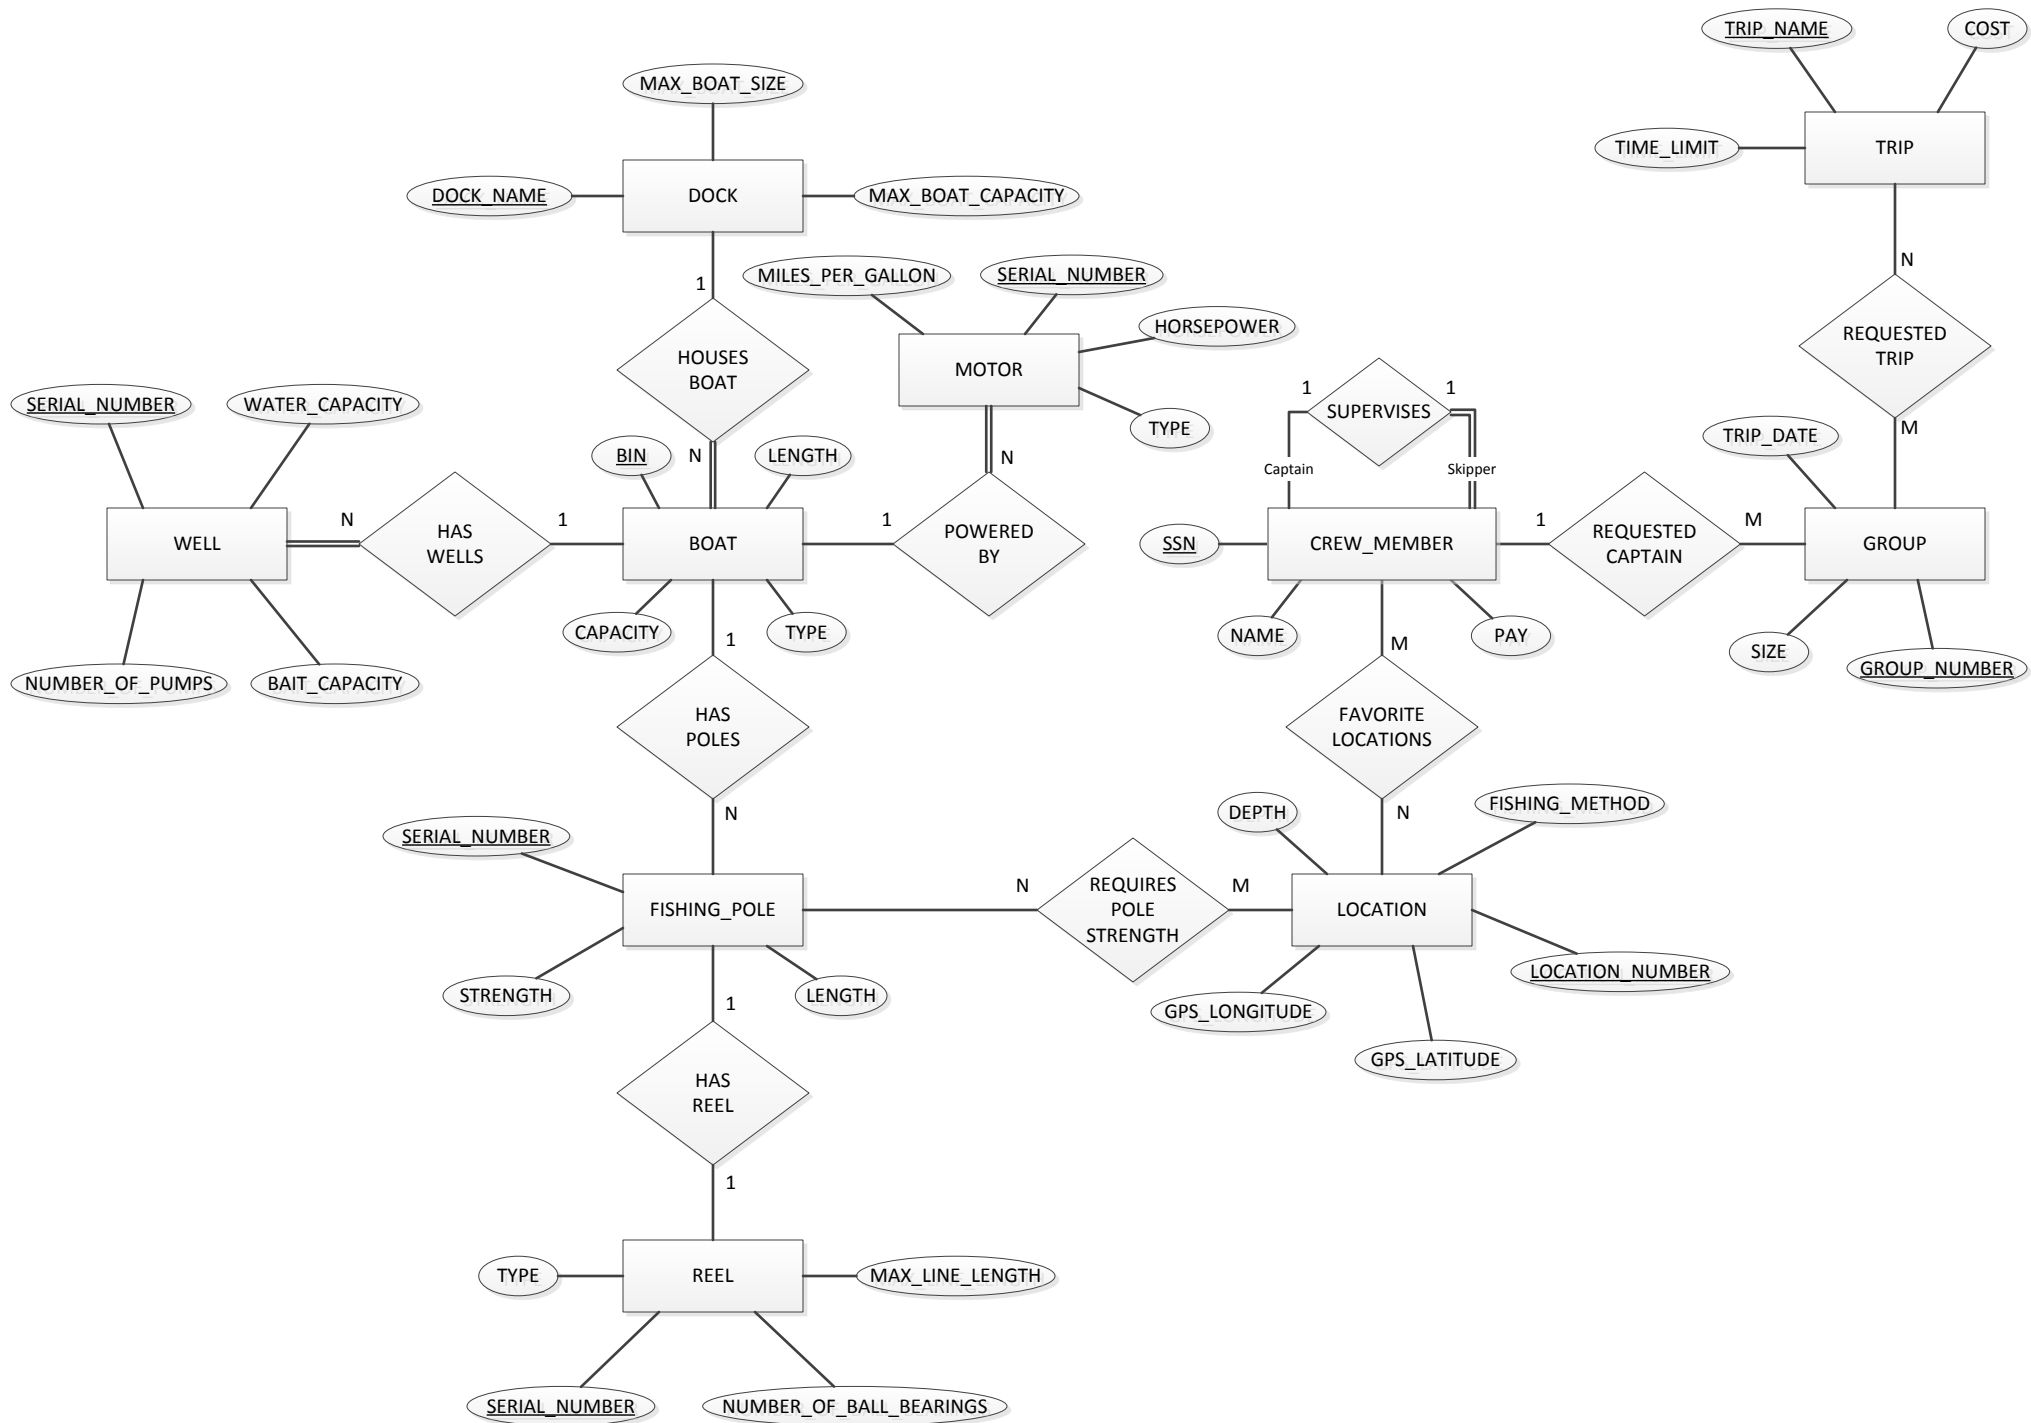 TRIP_NAME
COST
MAX_BOAT_SIZE
TIME_LIMIT
TRIP
DOCK_NAME
DOCK
MAX_BOAT_CAPACITY
N
1
MILES_PER_GALLON
SERIAL_NUMBER
HORSEPOWER
HOUSES
BOAT
MOTOR
REQUESTED
TRIP
1
1
SUPERVISES
SERIAL_NUMBER
WATER_CAPACITY
TYPE
M
TRIP_DATE
BIN
N
LENGTH
N
Captain
Skipper
N
1
1
1
M
WELL
HAS
WELLS
BOAT
POWERED
BY
SSN
CREW_MEMBER
REQUESTED
CAPTAIN
GROUP
CAPACITY
TYPE
1
NAME
M
PAY
SIZE
GROUP_NUMBER
NUMBER_OF_PUMPS
BAIT_CAPACITY
HAS
POLES
FAVORITE
LOCATIONS
N
DEPTH
N
FISHING_METHOD
SERIAL_NUMBER
FISHING_POLE
N
REQUIRES
POLE
STRENGTH
M
LOCATION
LOCATION_NUMBER
STRENGTH
1
LENGTH
GPS_LONGITUDE
GPS_LATITUDE
HAS
REEL
1
TYPE
REEL
MAX_LINE_LENGTH
SERIAL_NUMBER
NUMBER_OF_BALL_BEARINGS